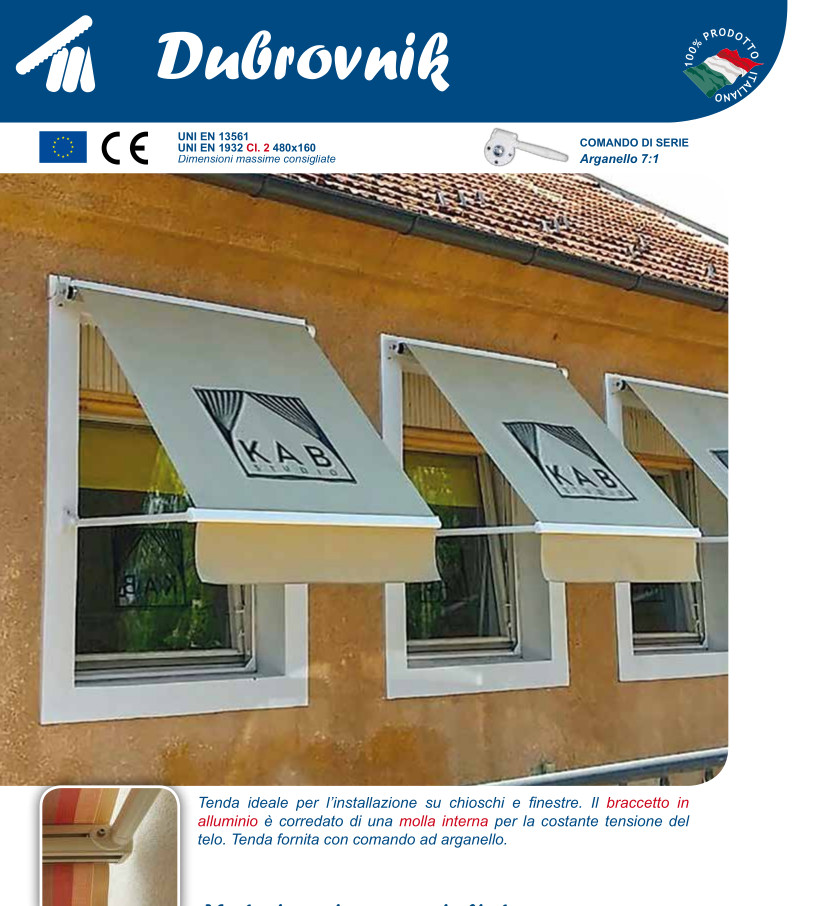 Dubrovnik
100% PRODOTTO ITALIANO
UNI EN 13561
UNI EN 1932 Cl. 2 480x160
Dimensioni massime consigliate
COMANDO DI SERIE
Arganello 7:1
KAB
STUDIO
KAB
STUDIO
KAB
Tenda ideale per l'installazione su chioschi e finestre. Il braccetto in
alluminio è corredato di una molla interna per la costante tensione del
telo. Tenda fornita con comando ad arganello.